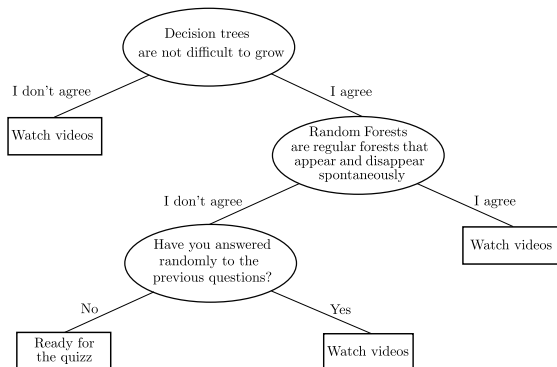 Decision trees
are not difficult to grow
I don't agree
I agree
Watch videos
Random Forests
are regular forests that
appear and disappear
spontaneously
I don't agree
I agree
Watch videos
Have you answered
randomly to the
previous questions?
No
Yes
Ready for
the quizz
Watch videos